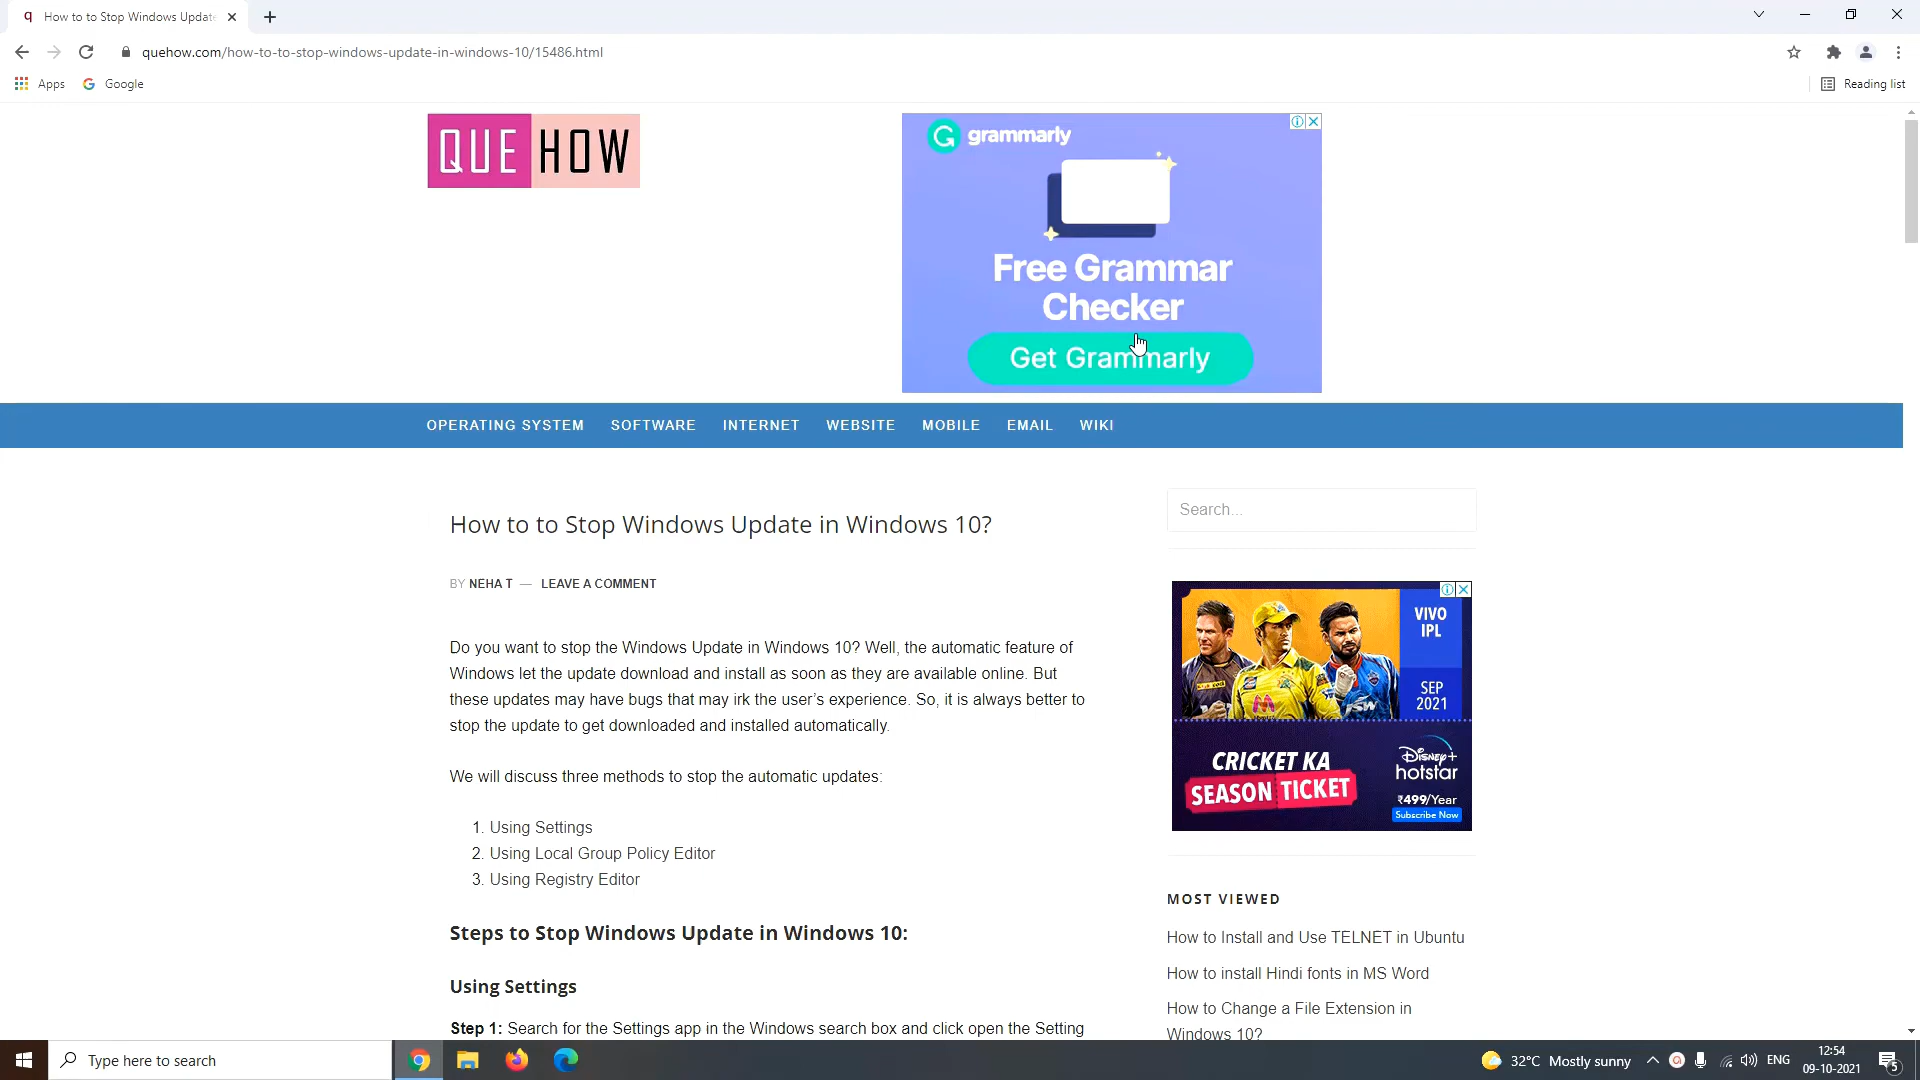 q How to to Stop Windows Update
quehow.com/how-to-to-stop-windows-update-in-windows-10/15486.html
Apps Google Reading list
QUE HOW
grammarly
Free Grammar
Checker
Get Grammarly
OPERATING SYSTEM SOFTWARE INTERNET WEBSITE MOBILE EMAIL WIKI
How to to Stop Windows Update in Windows 10?
BY NEHA T — LEAVE A COMMENT
Do you want to stop the Windows Update in Windows 10? Well, the automatic feature of
Windows let the update download and install as soon as they are available online. But
these updates may have bugs that may irk the user’s experience. So, it is always better to
stop the update to get downloaded and installed automatically.
We will discuss three methods to stop the automatic updates:
1. Using Settings
2. Using Local Group Policy Editor
3. Using Registry Editor
Steps to Stop Windows Update in Windows 10:
Using Settings
Step 1: Search for the Settings app in the Windows search box and click open the Setting
Search...
VIVO
IPL
SEP
2021
CRICKET KA
SEASON TICKET
Disney+
hotstar
₹499/Year
Subscribe Now
MOST VIEWED
How to Install and Use TELNET in Ubuntu
How to install Hindi fonts in MS Word
How to Change a File Extension in
Windows 10?
Type here to search
32°C Mostly sunny
ENG
12:54
09-10-2021
5